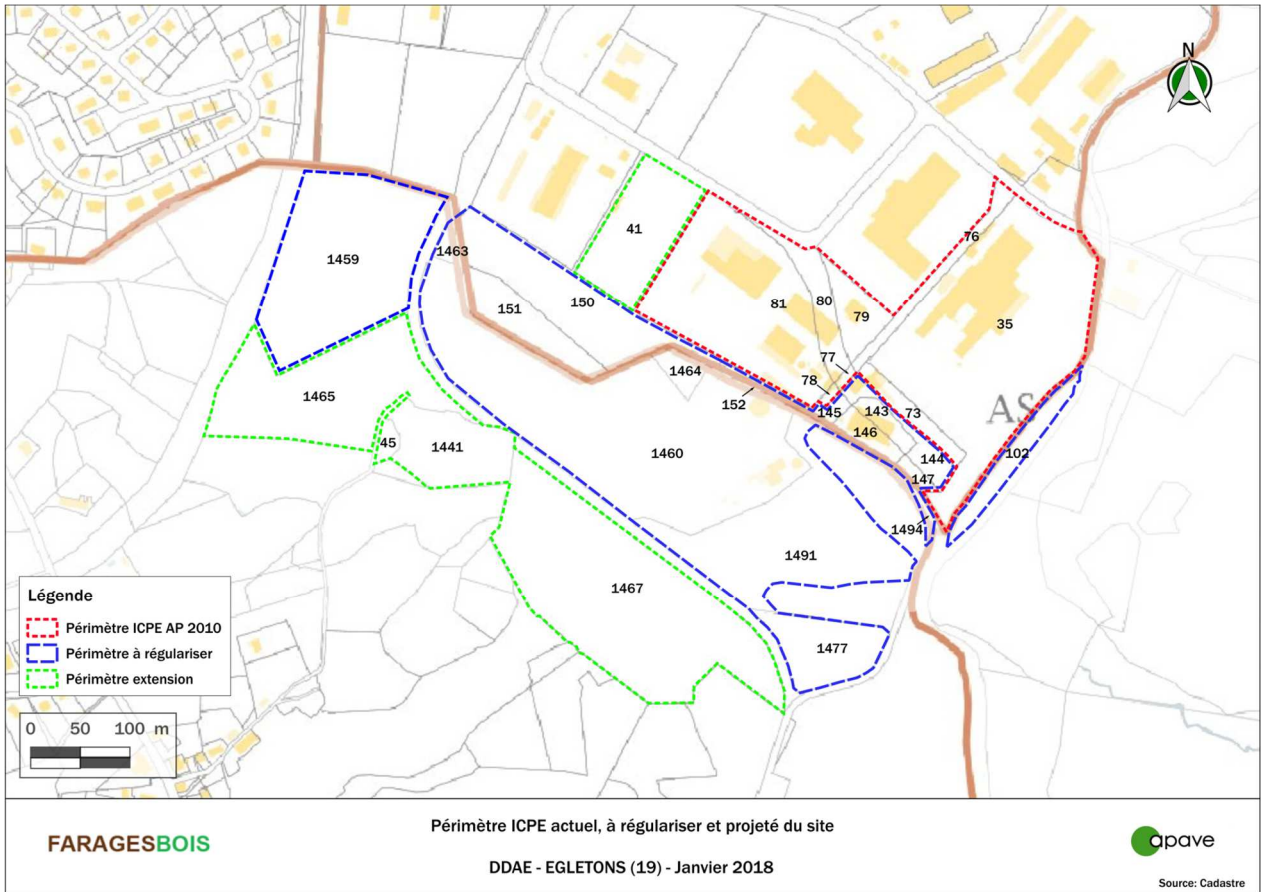 N
41
1459
1463
76
150
151
80
81
79
35
77
1464
78
152
1465
145
143
73
AS
146
45
1441
1460
102
144
147
1494
1491
1467
1477
Légende
Périmètre ICPE AP 2010
Périmètre à régulariser
Périmètre extension
0 50 100 m
FARAGESBOIS
Périmètre ICPE actuel, à régulariser et projeté du site
DDAE - EGLETONS (19) - Janvier 2018
apave
Source: Cadastre